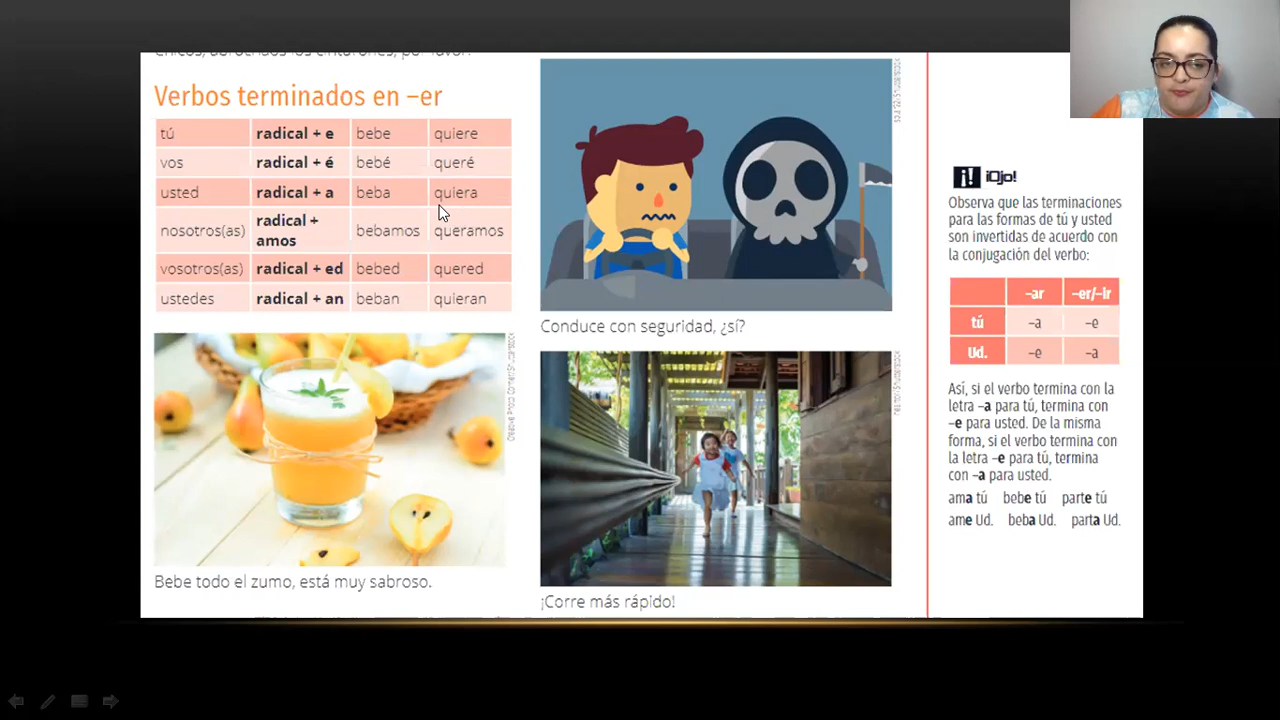 Verbos terminados en –er
tú radical + e bebe quiere
vos radical + é bebé queré
usted radical + a beba quiera
nosotros(as) radical + amos bebamos queramos
vosotros(as) radical + ed bebed quered
ustedes radical + an beban quieran
Bebe todo el zumo, está muy sabroso.
Conduce con seguridad, ¿sí?
¡Corre más rápido!
¡! ¡Ojo!
Observa que las terminaciones
para las formas de tú y usted
son invertidas de acuerdo con
la conjugación del verbo:
–ar –er/–ir
tú –a –e
Ud. –e –a
Así, si el verbo termina con la
letra –a para tú, termina con
–e para usted. De la misma
forma, si el verbo termina con
la letra –e para tú, termina
con –a para usted.
ama tú bebe tú parte tú
ame Ud. beba Ud. parta Ud.